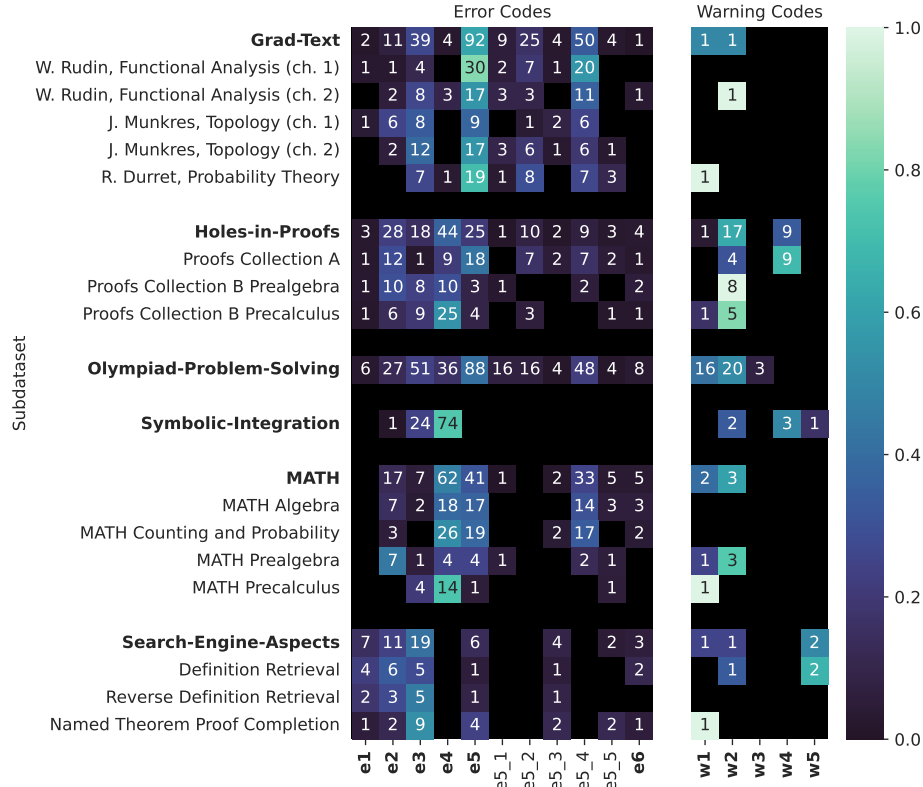 Error Codes Warning Codes
Grad-Text 2 11 39 4 92 9 25 4 50 4 1 1 1 1.0
W. Rudin, Functional Analysis (ch. 1) 1 1 4 30 2 7 1 20
W. Rudin, Functional Analysis (ch. 2) 2 8 3 17 3 3 11 1 1
J. Munkres, Topology (ch. 1) 1 6 8 9 1 2 6
J. Munkres, Topology (ch. 2) 2 12 17 3 6 1 6 1
R. Durret, Probability Theory 7 1 19 1 8 7 3 1 0.8
Holes-in-Proofs 3 28 18 44 25 1 10 2 9 3 4 1 17 9
Proofs Collection A 1 12 1 9 18 7 2 7 2 1 4 9
Proofs Collection B Prealgebra 1 10 8 10 3 1 2 2 8
Proofs Collection B Precalculus 1 6 9 25 4 3 1 1 1 5 0.6
Subdataset
Olympiad-Problem-Solving 6 27 51 36 88 16 16 4 48 4 8 16 20 3
Symbolic-Integration 1 24 74 2 3 1
0.4
MATH 17 7 62 41 1 2 33 5 5 2 3
MATH Algebra 7 2 18 17 14 3 3
MATH Counting and Probability 3 26 19 2 17 2
MATH Prealgebra 7 1 4 4 1 2 1 1 3
MATH Precalculus 4 14 1 1 1 0.2
Search-Engine-Aspects 7 11 19 6 4 2 3 1 1 2
Definition Retrieval 4 6 5 1 1 2 1 2
Reverse Definition Retrieval 2 3 5 1 1
Named Theorem Proof Completion 1 2 9 4 2 2 1 1 0.0
e1 e2 e3 e4 e5 e5_1 e5_2 e5_3 e5_4 e5_5 e6 w1 w2 w3 w4 w5